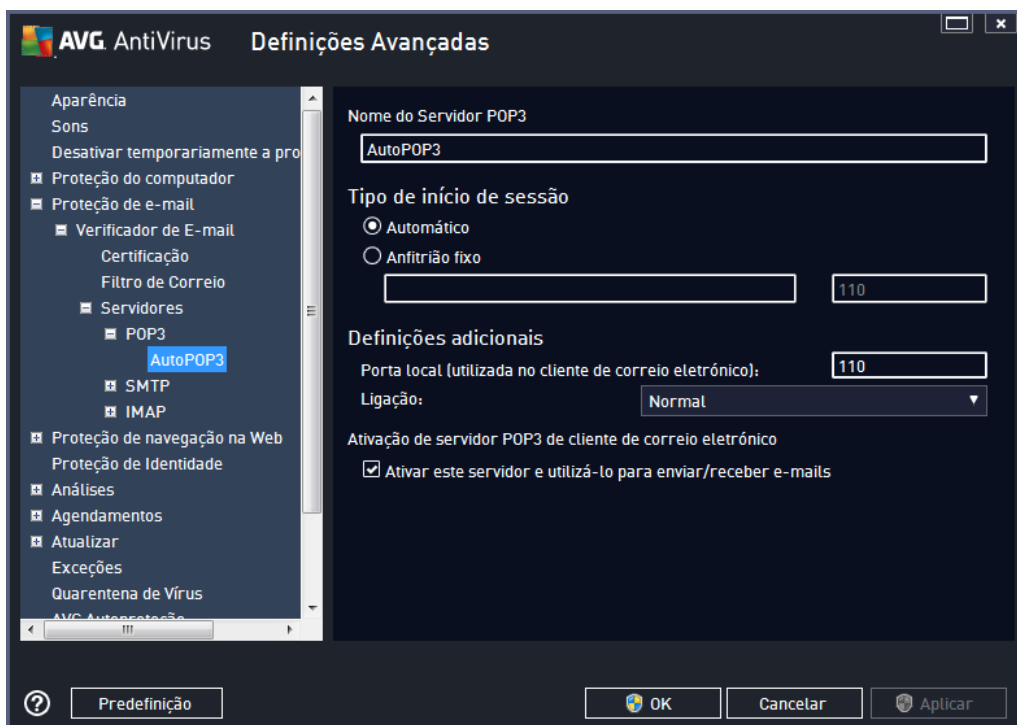 AVG. AntiVirus Definições Avançadas
Aparência
Sons
Desativar temporariamente a pro
Proteção do computador
Proteção de e-mail
Verificador de E-mail
Certificação
Filtro de Correio
Servidores
POP3
AutoPOP3
SMTP
IMAP
Proteção de navegação na Web
Proteção de Identidade
Análises
Agendamentos
Atualizar
Exceções
Quarentena de Vírus
AVG Autoproteção
Nome do Servidor POP3
AutoPOP3
Tipo de início de sessão
Automático
Anfitrião fixo
110
Definições adicionais
Porta local (utilizada no cliente de correio eletrónico): 110
Ligação: Normal
Ativação de servidor POP3 de cliente de correio eletrónico
Ativar este servidor e utilizá-lo para enviar/receber e-mails
Predefinição OK Cancelar Aplicar